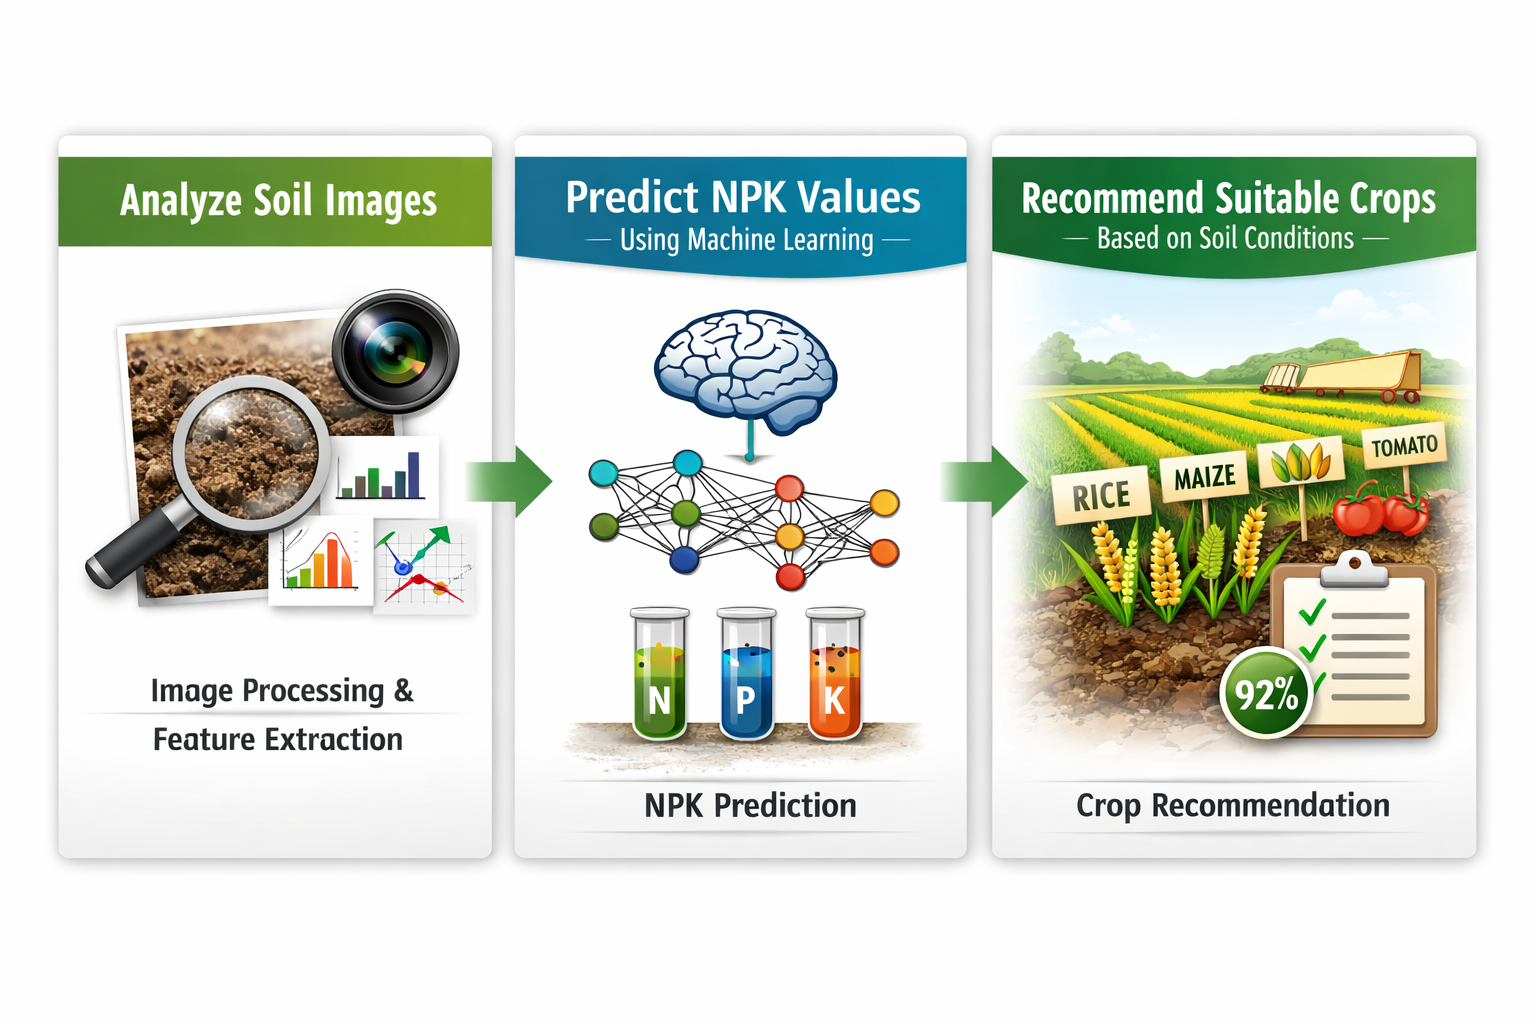 Analyze Soil Images
Image Processing &
Feature Extraction
Predict NPK Values
Using Machine Learning
N P K
NPK Prediction
Recommend Suitable Crops
Based on Soil Conditions
RICE
MAIZE
TOMATO
92%
Crop Recommendation